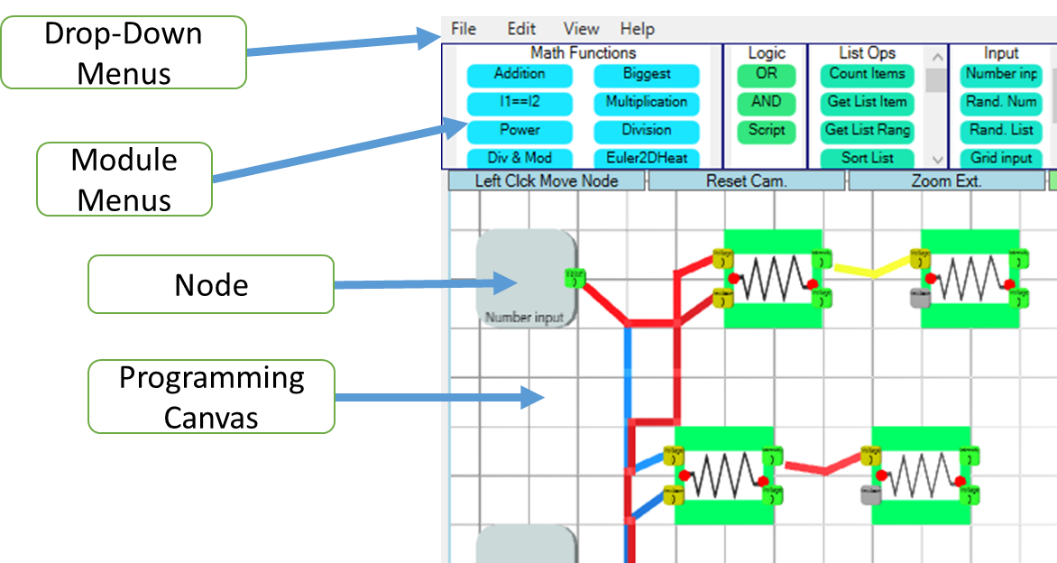 Drop-Down
Menus
Module
Menus
Node
Programming
Canvas
File Edit View Help
Math Functions
Addition Biggest
I1==I2 Multiplication
Power Division
Div & Mod Euler2DHeat
Logic
OR
AND
Script
List Ops
Count Items
Get List Item
Get List Rang
Sort List
Input
Number inp
Rand. Num
Rand. List
Grid input
Left Clck Move Node Reset Cam. Zoom Ext.
Number input